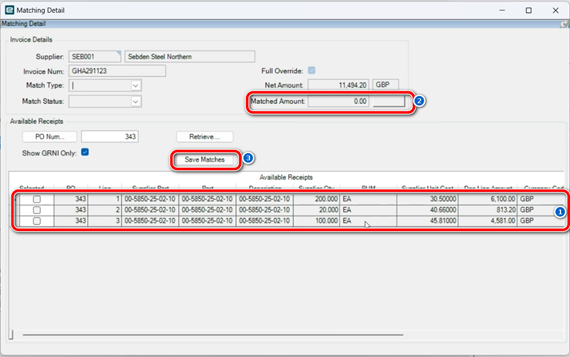 Matching Detail
Matching Detail
Invoice Details
Supplier: SEB001 Sebden Steel Northern
Invoice Num: GHA291123 Full Override:
Match Type: Net Amount: 11,494.20 GBP
Match Status: Matched Amount: 0.00 2
Available Receipts
PO Num... 343 Retrieve...
Show GRNI Only: Save Matches 3
Available Receipts
Selected PO Line Supplier Part Part Description Supplier Qty PUM Supplier Unit Cost Doc Line Amount Currency Cod
343 1 00-5850-25-02-10 00-5850-25-02-10 00-5850-25-02-10 200.000 EA 30.50000 6,100.00 GBP
343 2 00-5850-25-02-10 00-5850-25-02-10 00-5850-25-02-10 20.000 EA 40.66000 813.20 GBP 1
343 3 00-5850-25-02-10 00-5850-25-02-10 00-5850-25-02-10 100.000 EA 45.81000 4,581.00 GBP